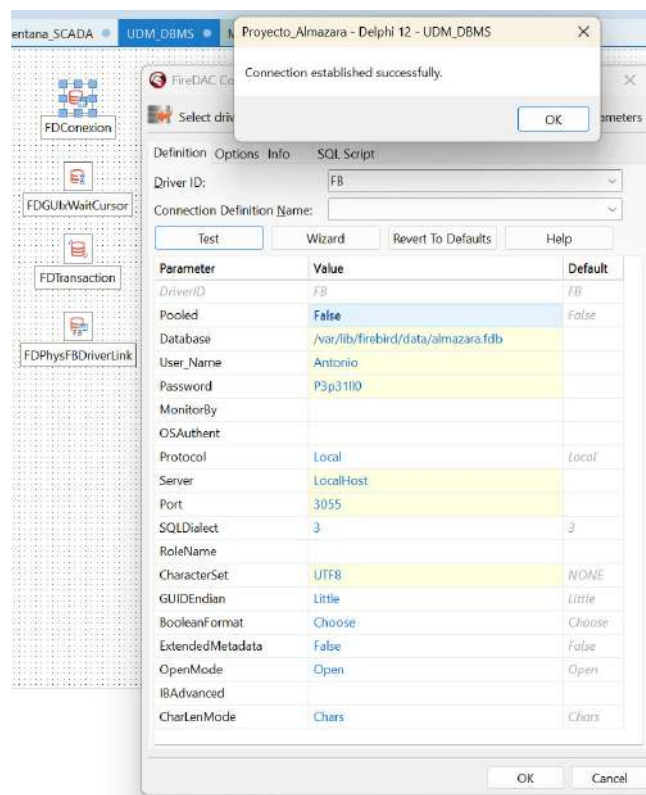 entana_SCADA
UDM_DBMS
Proyecto_Almazara - Delphi 12 - UDM_DBMS
Connection established successfully.
OK
FireDAC Co
Select driv
ameters
Definition Options Info SQL Script
Driver ID: FB
Connection Definition Name:
Test Wizard Revert To Defaults Help
Parameter Value Default
DriverID FB FB
Pooled False False
Database /var/lib/firebird/data/almazara.fdb
User_Name Antonio
Password P3p31ll0
MonitorBy
OSAuthent
Protocol Local Local
Server LocalHost
Port 3055
SQLDialect 3 3
RoleName
CharacterSet UTF8 NONE
GUIDEndian Little Little
BooleanFormat Choose Choose
ExtendedMetadata False False
OpenMode Open Open
IBAdvanced
CharLenMode Chars Chars
OK Cancel
FDConexion
FDGUIxWaitCursor
FDTransaction
FB
FDPhysFBDriverLink